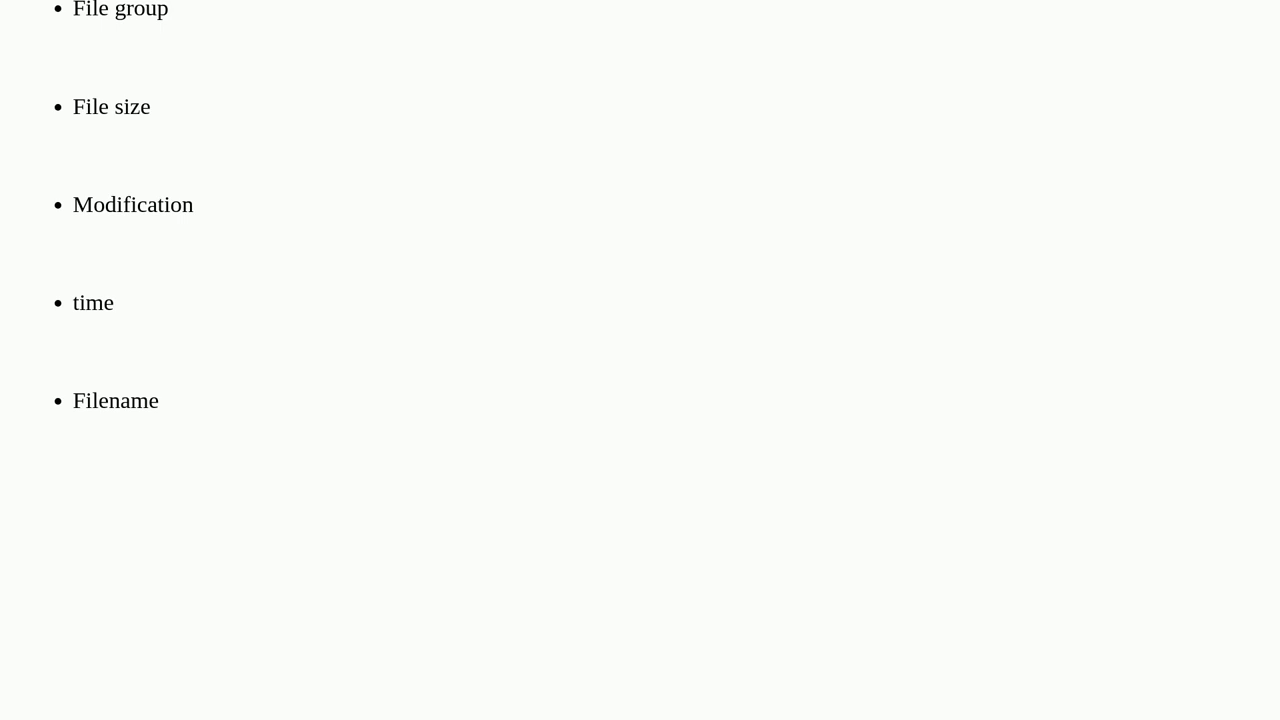 • File group
• File size
• Modification
• time
• Filename